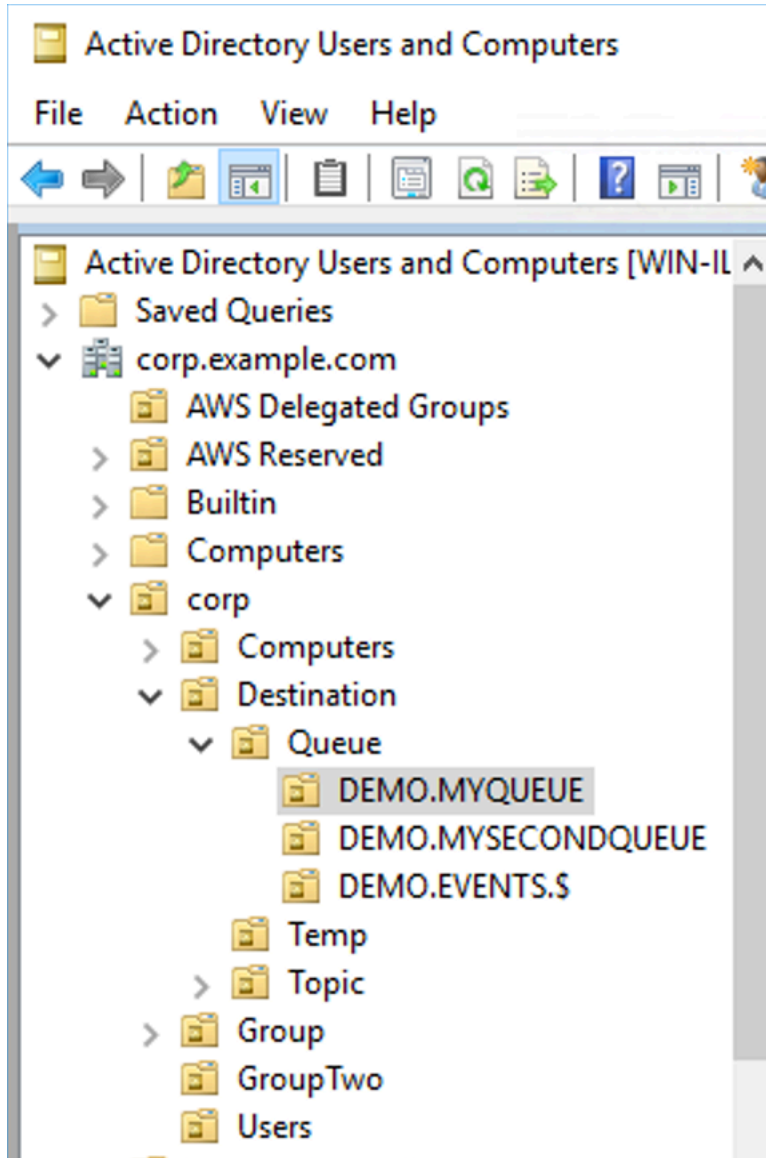 Active Directory Users and Computers
File Action View Help
?
Active Directory Users and Computers [WIN-IL
Saved Queries
corp.example.com
AWS Delegated Groups
AWS Reserved
Builtin
Computers
corp
Computers
Destination
Queue
DEMO.MYQUEUE
DEMO.MYSECONDQUEUE
DEMO.EVENTS.$
Temp
Topic
Group
GroupTwo
Users